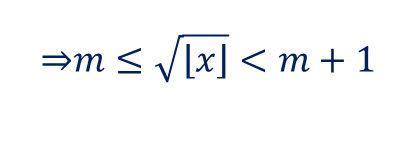 ⇒m ≤ √⌊x⌋ < m + 1